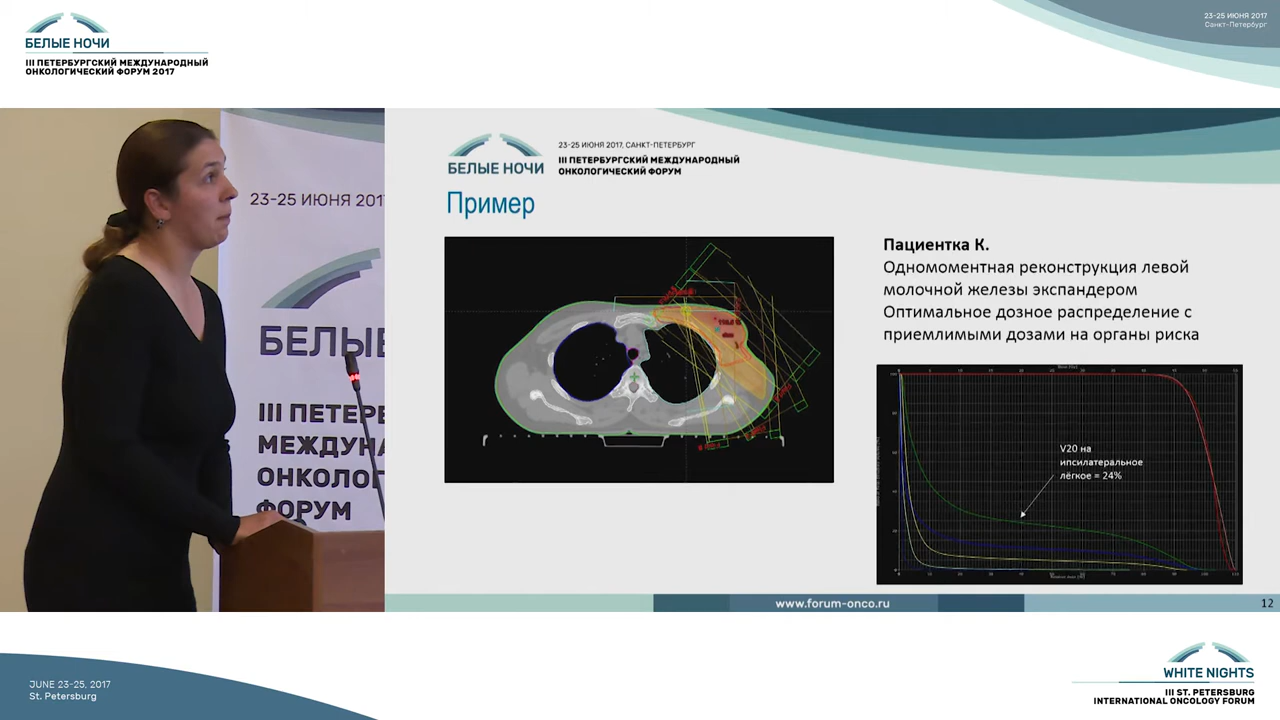 БЕЛЫЕ НОЧИ
III ПЕТЕРБУРГСКИЙ МЕЖДУНАРОДНЫЙ
ОНКОЛОГИЧЕСКИЙ ФОРУМ 2017
23-25 ИЮНЯ 2017
Санкт-Петербург
23-25 ИЮНЯ 201
БЕЛЫЕ
III ПЕТЕРБ
МЕЖДУНА
ОНКОЛОГ
ФОРУМ
БЕЛЫЕ НОЧИ
23-25 ИЮНЯ 2017, САНКТ-ПЕТЕРБУРГ
III ПЕТЕРБУРГСКИЙ МЕЖДУНАРОДНЫЙ
ОНКОЛОГИЧЕСКИЙ ФОРУМ
Пример
Пациентка К.
Одномоментная реконструкция левой
молочной железы экспандером
Оптимальное дозное распределение с
приемлимыми дозами на органы риска
V20 на
ипсилатеральное
лёгкое = 24%
www.forum-onco.ru
12
JUNE 23-25, 2017
St. Petersburg
WHITE NIGHTS
III ST. PETERSBURG
INTERNATIONAL ONCOLOGY FORUM